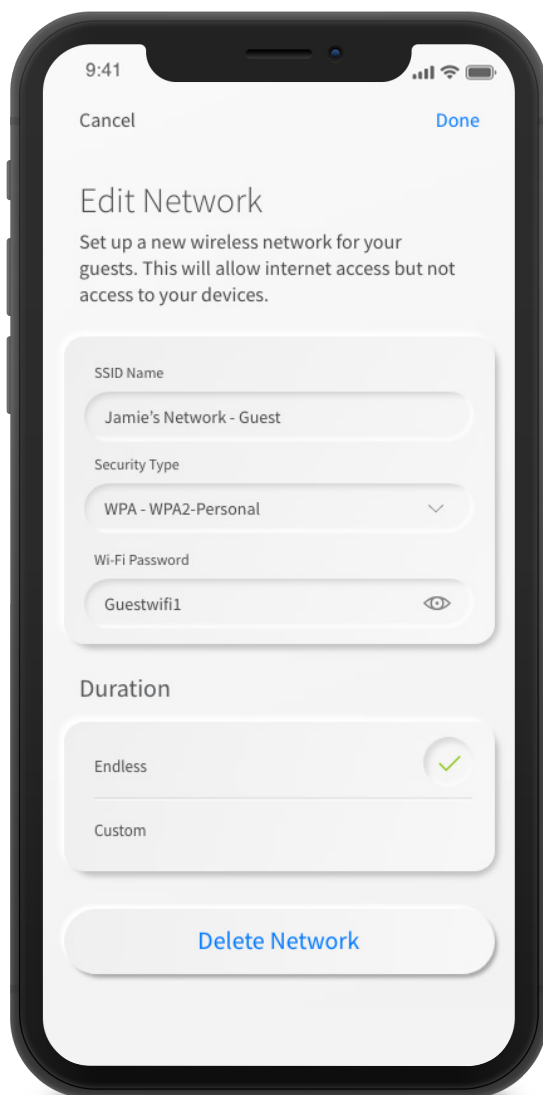 9:41
Cancel
Done
Edit Network
Set up a new wireless network for your
guests. This will allow internet access but not
access to your devices.
SSID Name
Jamie’s Network - Guest
Security Type
WPA - WPA2-Personal
Wi-Fi Password
Guestwifi1
Duration
Endless
Custom
Delete Network